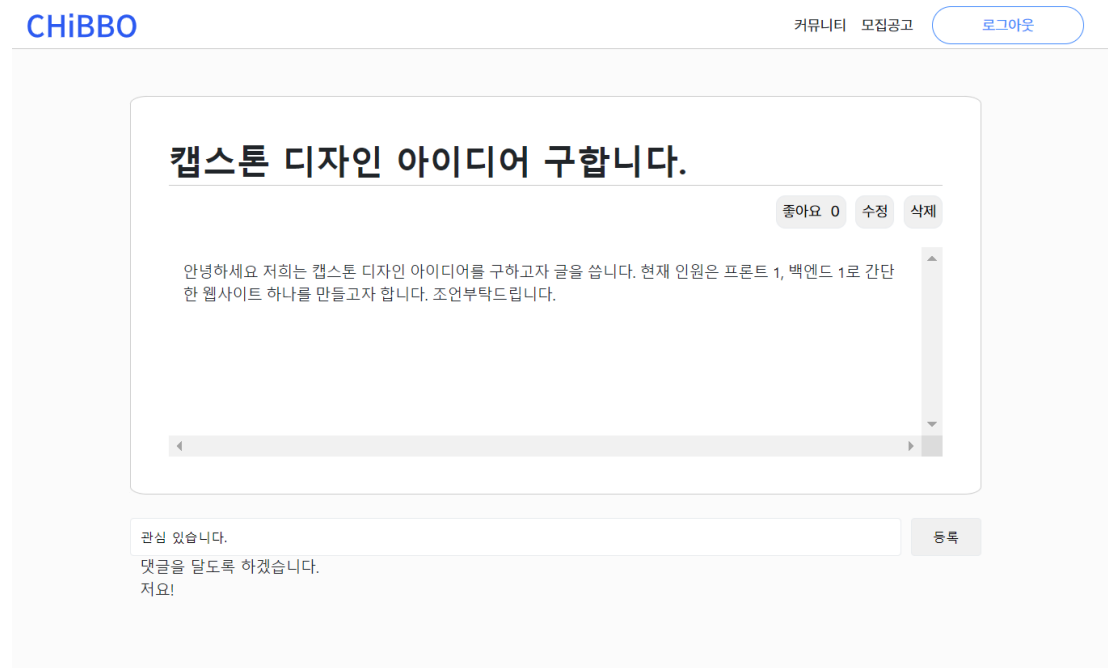 CHiBBO
커뮤니티 모집공고 로그아웃
캡스톤 디자인 아이디어 구합니다.
좋아요 0 수정 삭제
안녕하세요 저희는 캡스톤 디자인 아이디어를 구하고자 글을 씁니다. 현재 인원은 프론트 1, 백엔드 1로 간단
한 웹사이트 하나를 만들고자 합니다. 조언부탁드립니다.
관심 있습니다. 등록
댓글을 달도록 하겠습니다.
저요!